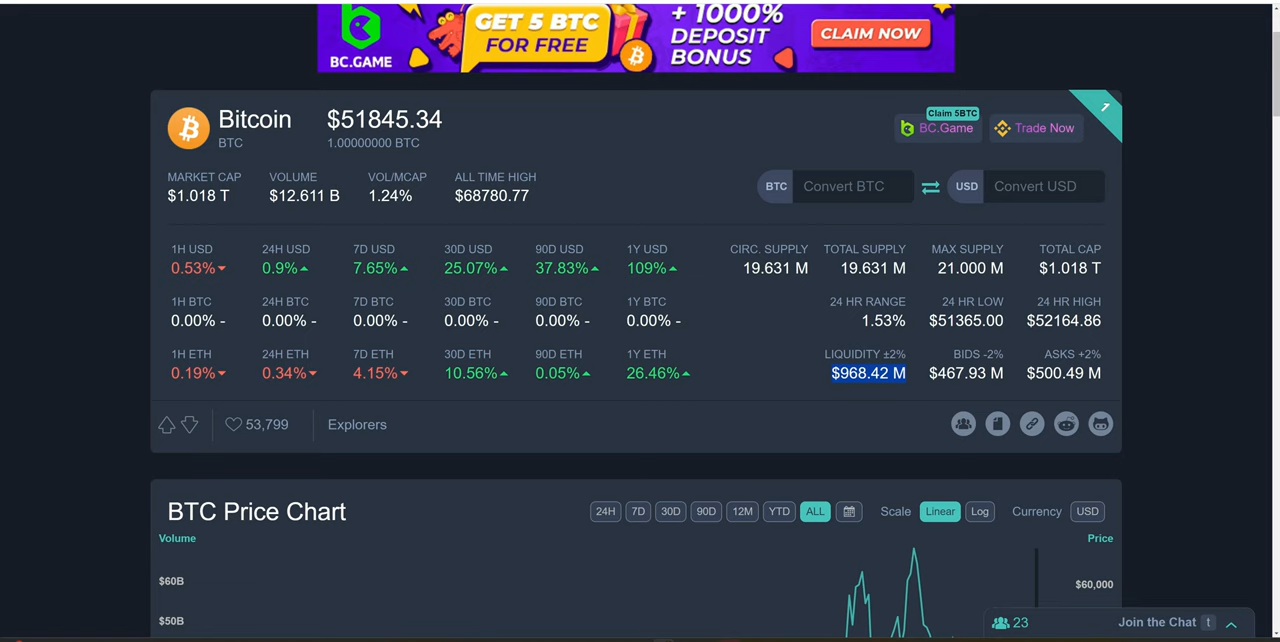 GET 5 BTC
FOR FREE
+ 1000%
DEPOSIT
BONUS
CLAIM NOW
BC.GAME
Bitcoin
BTC
$51845.34
1.00000000 BTC
Claim 5BTC
BC.Game
Trade Now
1
MARKET CAP VOLUME VOL/MCAP ALL TIME HIGH
$1.018 T $12.611 B 1.24% $68780.77
BTC Convert BTC USD Convert USD
1H USD 24H USD 7D USD 30D USD 90D USD 1Y USD CIRC. SUPPLY TOTAL SUPPLY MAX SUPPLY TOTAL CAP
0.53% 0.9% 7.65% 25.07% 37.83% 109% 19.631 M 19.631 M 21.000 M $1.018 T
1H BTC 24H BTC 7D BTC 30D BTC 90D BTC 1Y BTC 24 HR RANGE 24 HR LOW 24 HR HIGH
0.00% - 0.00% - 0.00% - 0.00% - 0.00% - 0.00% - 1.53% $51365.00 $52164.86
1H ETH 24H ETH 7D ETH 30D ETH 90D ETH 1Y ETH LIQUIDITY ±2% BIDS -2% ASKS +2%
0.19% 0.34% 4.15% 10.56% 0.05% 26.46% $968.42 M $467.93 M $500.49 M
53,799 Explorers
BTC Price Chart 24H 7D 30D 90D 12M YTD ALL Scale Linear Log Currency USD
Volume Price
$60B $60,000
$50B
23 Join the Chat t